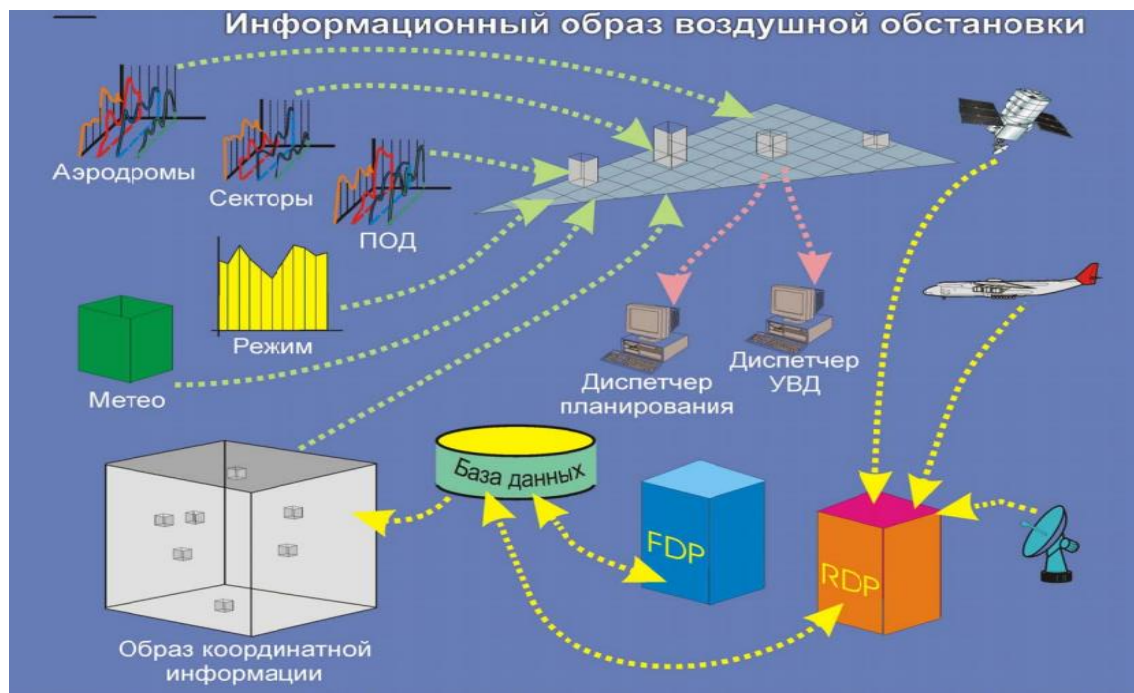 Информационный образ воздушной обстановки
Аэродромы
Секторы
ПОД
Режим
Метео
Диспетчер
планирования
Диспетчер
УВД
База данных
FDP
RDP
Образ координатной
информации